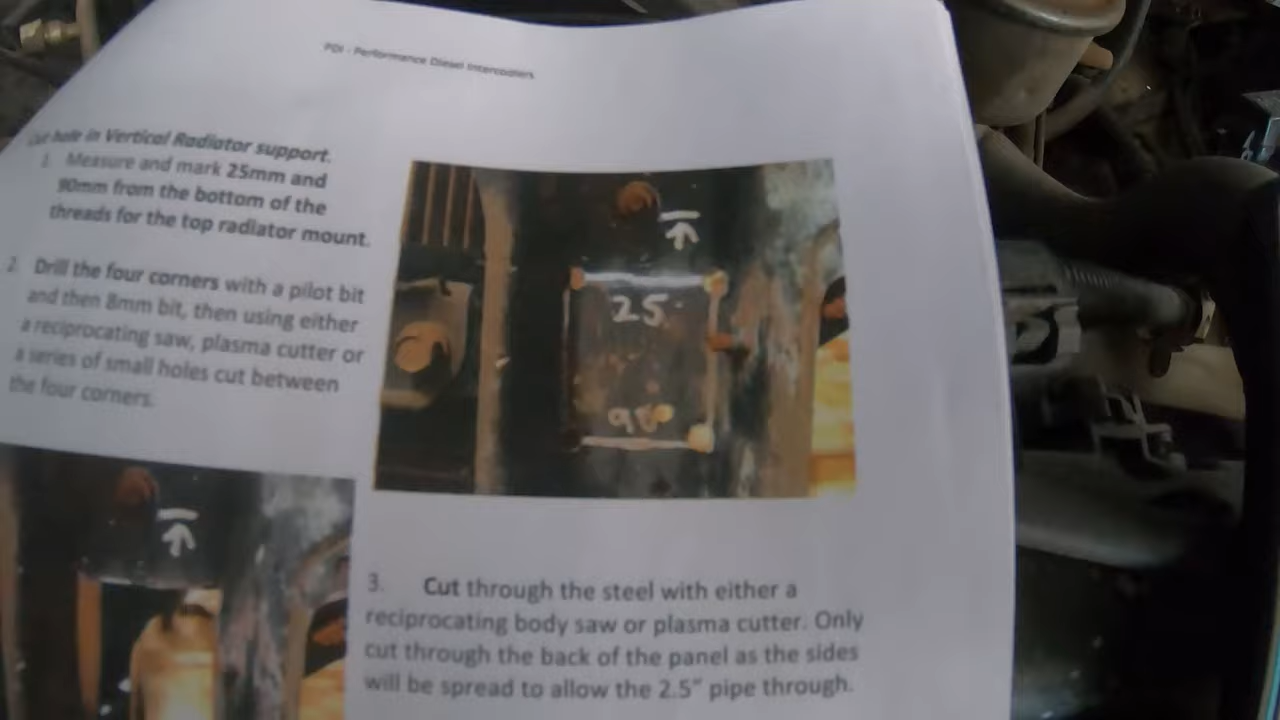 PDI - Performance Diesel Intercoolers
hole in Vertical Radiator support.
1. Measure and mark 25mm and
90mm from the bottom of the
threads for the top radiator mount.
2. Drill the four corners with a pilot bit
and then 8mm bit, then using either
a reciprocating saw, plasma cutter or
a series of small holes cut between
the four corners.
25
3. Cut through the steel with either a
reciprocating body saw or plasma cutter. Only
cut through the back of the panel as the sides
will be spread to allow the 2.5" pipe through.